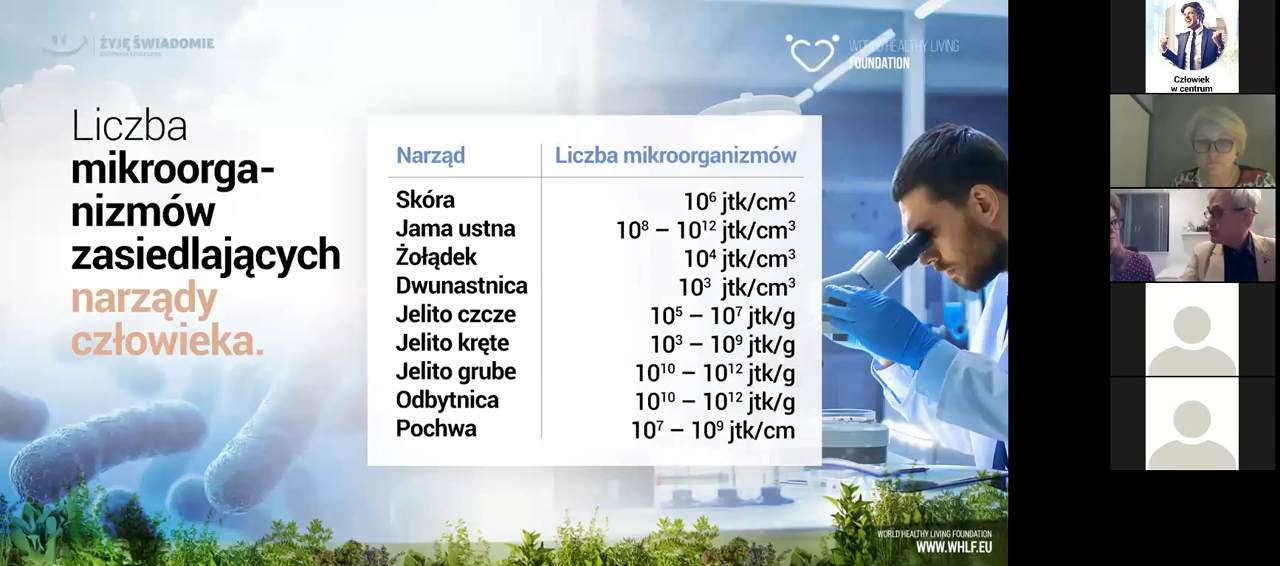 ŻYJĘ ŚWIADOMIE
WORLD HEALTHY LIVING
FOUNDATION
Liczba
mikroorga-
nizmów
zasiedlających
narządy
człowieka.
Narząd Liczba mikroorganizmów
Skóra 10⁶ jtk/cm²
Jama ustna 10⁸ – 10¹² jtk/cm³
Żołądek 10⁴ jtk/cm³
Dwunastnica 10³ jtk/cm³
Jelito czcze 10⁵ – 10⁷ jtk/g
Jelito kręte 10³ – 10⁹ jtk/g
Jelito grube 10¹⁰ – 10¹² jtk/g
Odbytnica 10¹⁰ – 10¹² jtk/g
Pochwa 10⁷ – 10⁹ jtk/cm
WORLD HEALTHY LIVING FOUNDATION
WWW.WHLF.EU
Człowiek
w centrum